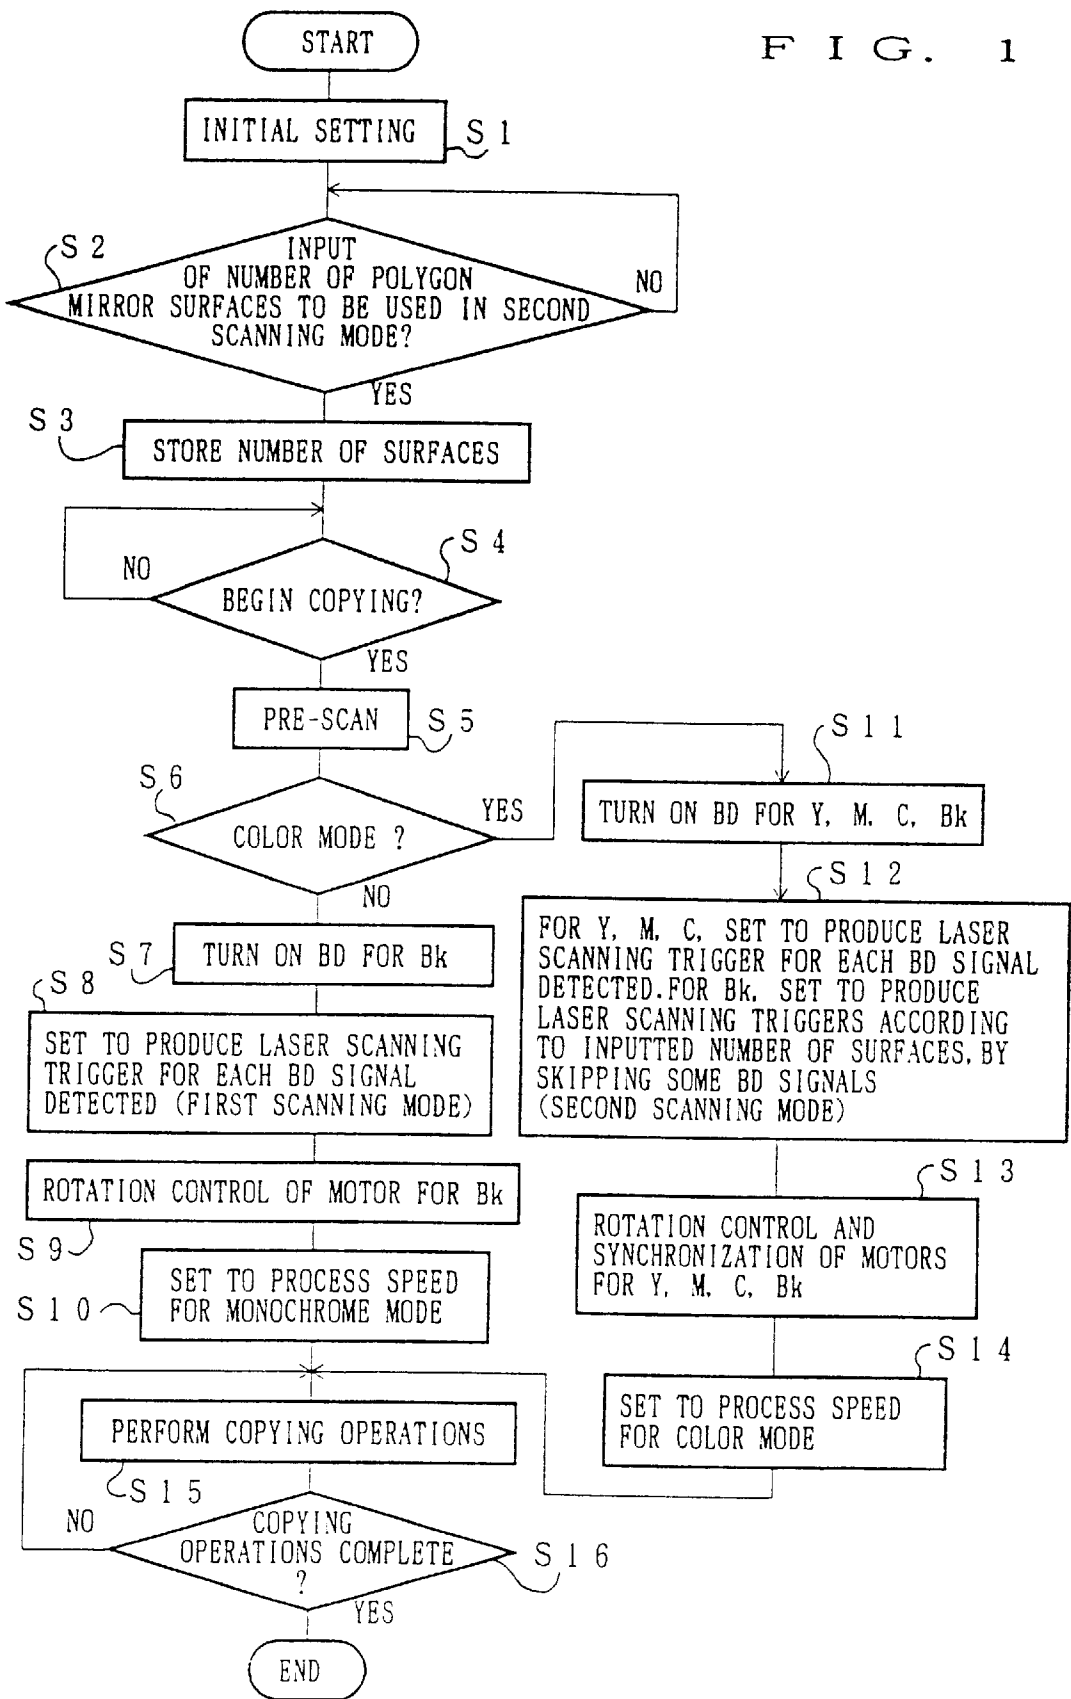 START
F I G. 1
INITIAL SETTING
S 1
S 2
INPUT
OF NUMBER OF POLYGON
MIRROR SURFACES TO BE USED IN SECOND
SCANNING MODE?
NO
YES
S 3
STORE NUMBER OF SURFACES
S 4
NO
BEGIN COPYING?
YES
PRE-SCAN
S 5
S 6
COLOR MODE ?
YES
NO
S 7
TURN ON BD FOR Bk
S 8
SET TO PRODUCE LASER SCANNING
TRIGGER FOR EACH BD SIGNAL
DETECTED (FIRST SCANNING MODE)
ROTATION CONTROL OF MOTOR FOR Bk
S 9
SET TO PROCESS SPEED
FOR MONOCHROME MODE
S 1 0
S 1 1
TURN ON BD FOR Y, M, C, Bk
S 1 2
FOR Y, M, C, SET TO PRODUCE LASER
SCANNING TRIGGER FOR EACH BD SIGNAL
DETECTED. FOR Bk, SET TO PRODUCE
LASER SCANNING TRIGGERS ACCORDING
TO INPUTTED NUMBER OF SURFACES, BY
SKIPPING SOME BD SIGNALS
(SECOND SCANNING MODE)
S 1 3
ROTATION CONTROL AND
SYNCHRONIZATION OF MOTORS
FOR Y, M, C, Bk
S 1 4
SET TO PROCESS SPEED
FOR COLOR MODE
PERFORM COPYING OPERATIONS
S 1 5
NO
COPYING
OPERATIONS COMPLETE
?
S 1 6
YES
END